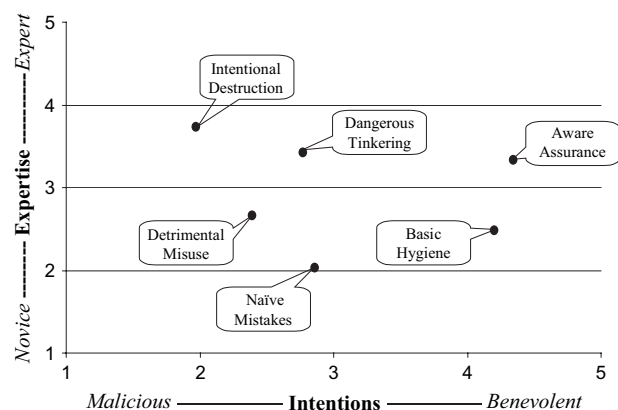 5
4
3
2
1
Expert
Expertise
Novice
Intentional
Destruction
Dangerous
Tinkering
Aware
Assurance
Detrimental
Misuse
Basic
Hygiene
Naïve
Mistakes
1 2 3 4 5
Malicious Intentions Benevolent